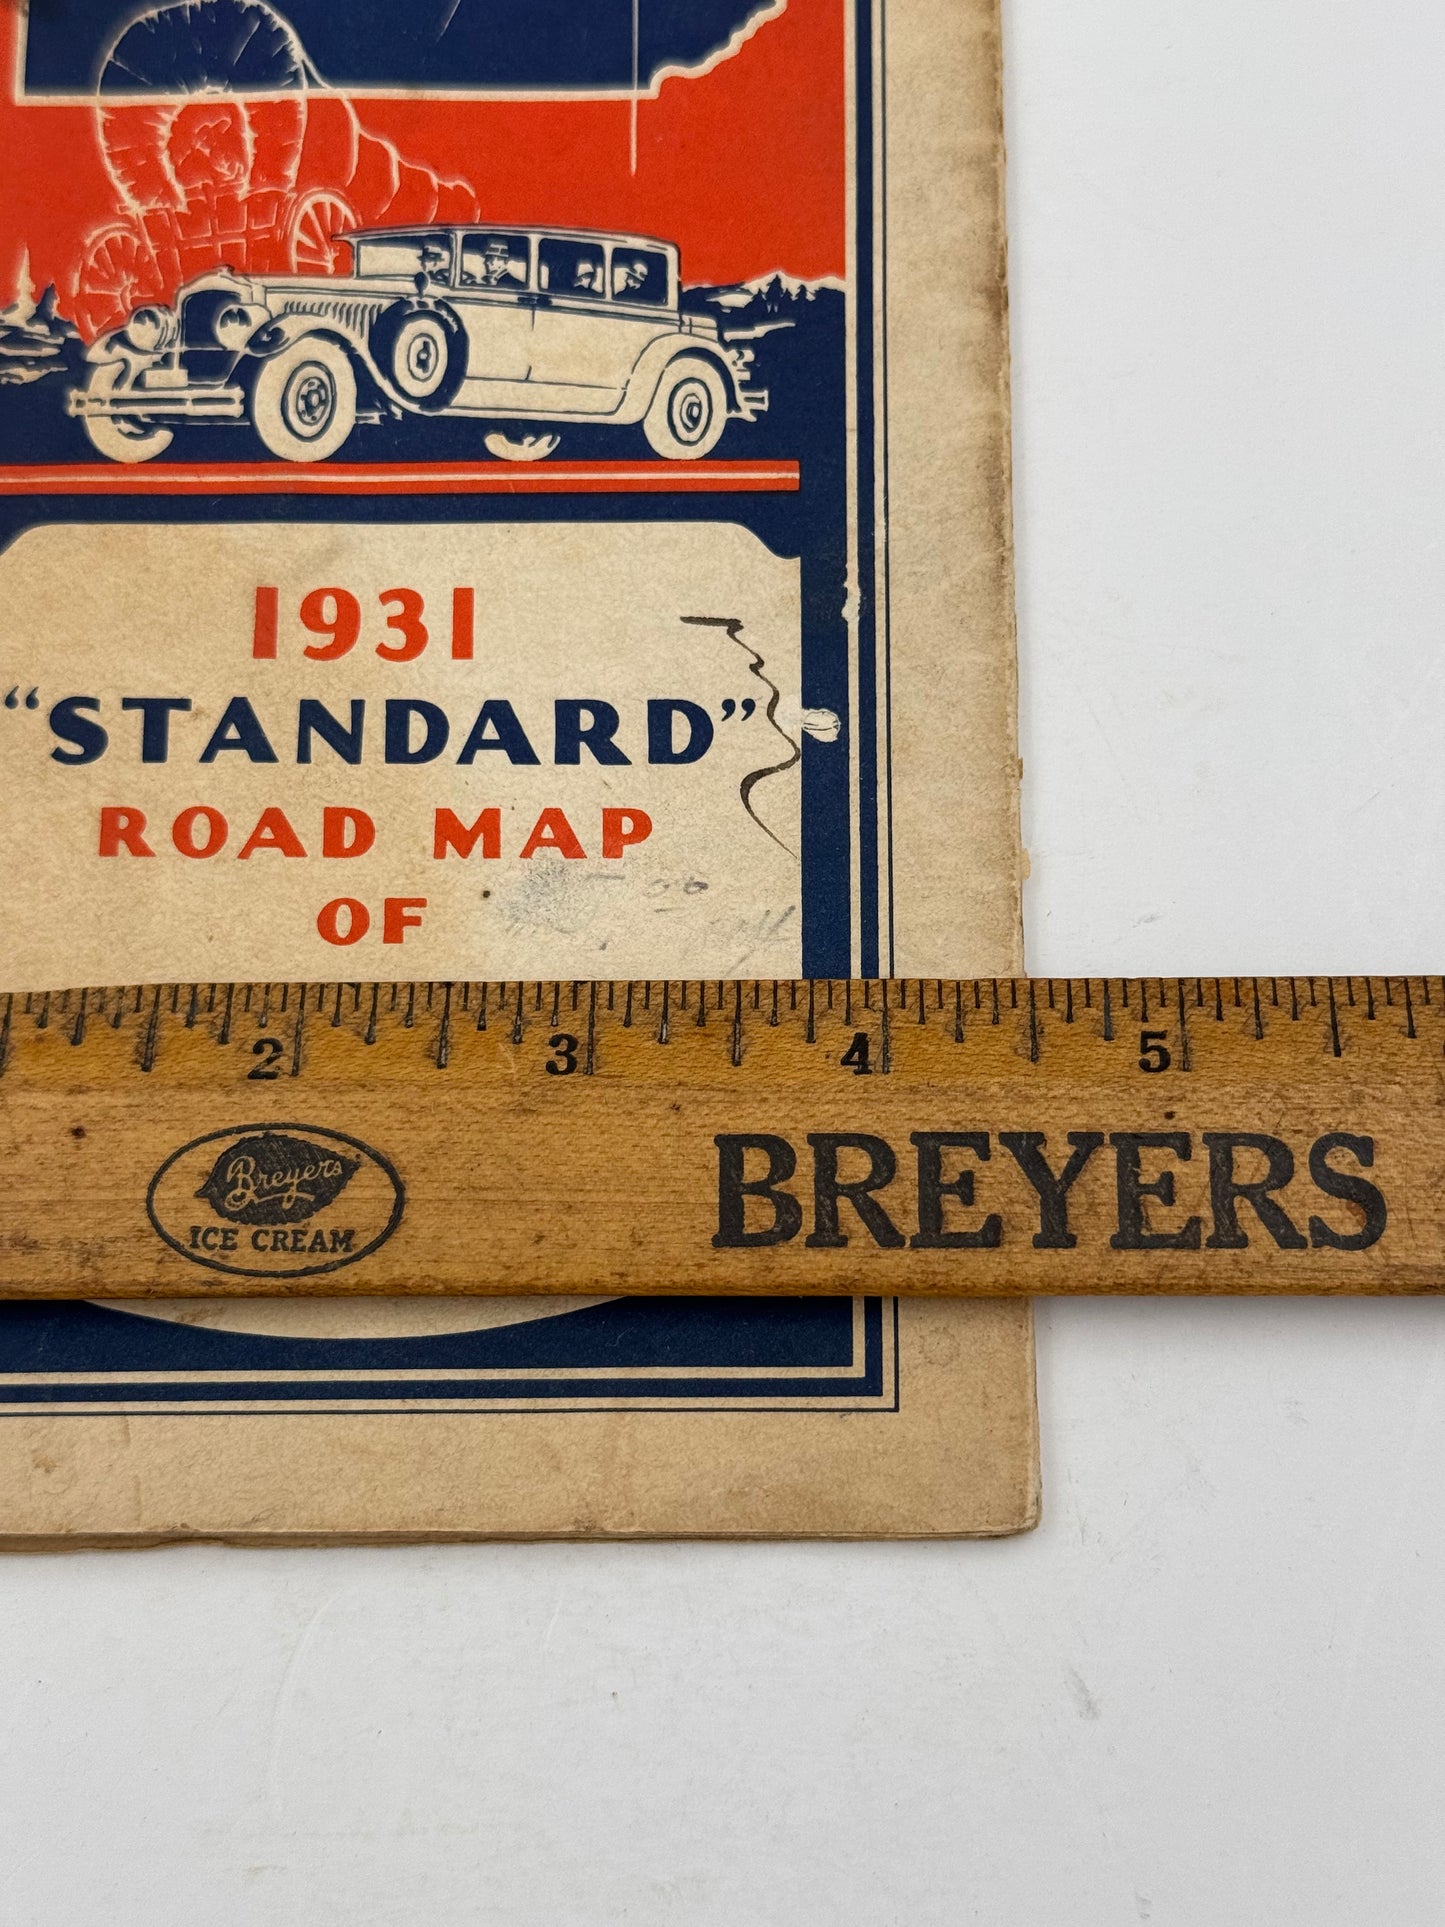 1931
"STANDARD"
ROAD MAP
OF
2 3 4 5
Breyers
ICE CREAM
BREYERS